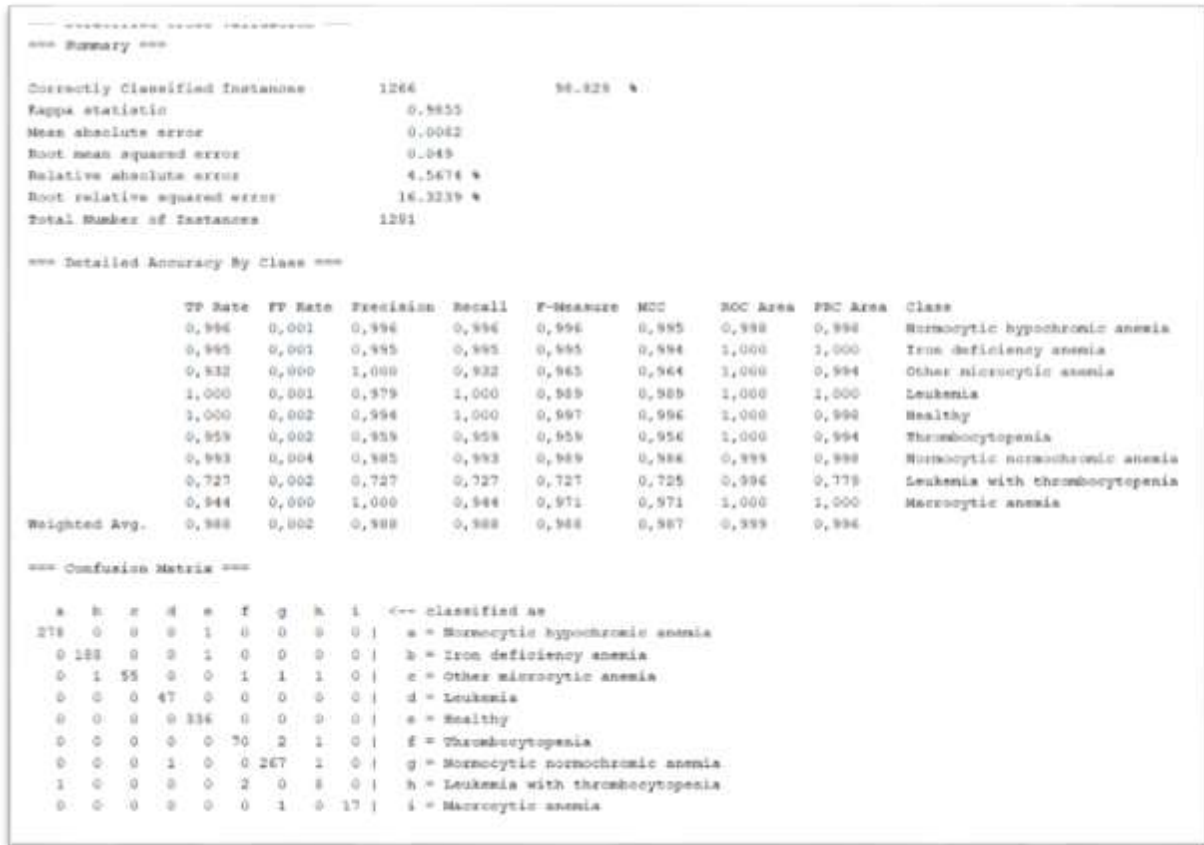 === Summary ===
Correctly Classified Instances 1266 98.829 %
Kappa statistic 0.9855
Mean absolute error 0.0082
Root mean squared error 0.049
Relative absolute error 4.5674 %
Root relative squared error 16.3239 %
Total Number of Instances 1281
=== Detailed Accuracy By Class ===
TP Rate FP Rate Precision Recall F-Measure MCC ROC Area PRC Area Class
0,996 0,001 0,996 0,996 0,996 0,995 0,998 0,998 Normocytic hypochromic anemia
0,995 0,001 0,995 0,995 0,995 0,994 1,000 1,000 Iron deficiency anemia
0,932 0,000 1,000 0,932 0,965 0,964 1,000 0,994 Other microcytic anemia
1,000 0,001 0,979 1,000 0,989 0,989 1,000 1,000 Leukemia
1,000 0,002 0,994 1,000 0,997 0,996 1,000 0,998 Healthy
0,959 0,002 0,959 0,959 0,959 0,956 1,000 0,994 Thrombocytopenia
0,993 0,004 0,985 0,993 0,989 0,986 0,999 0,998 Normocytic normochromic anemia
0,727 0,002 0,727 0,727 0,727 0,725 0,996 0,779 Leukemia with thrombocytopenia
0,944 0,000 1,000 0,944 0,971 0,971 1,000 1,000 Macrocytic anemia
Weighted Avg. 0,988 0,002 0,988 0,988 0,988 0,987 0,999 0,996
=== Confusion Matrix ===
a b c d e f g h i <-- classified as
278 0 0 0 1 0 0 0 0 | a = Normocytic hypochromic anemia
0 188 0 0 1 0 0 0 0 | b = Iron deficiency anemia
0 1 55 0 0 1 1 1 0 | c = Other microcytic anemia
0 0 0 47 0 0 0 0 0 | d = Leukemia
0 0 0 0 336 0 0 0 0 | e = Healthy
0 0 0 0 0 70 2 1 0 | f = Thrombocytopenia
0 0 0 1 0 0 267 1 0 | g = Normocytic normochromic anemia
1 0 0 0 0 2 0 8 0 | h = Leukemia with thrombocytopenia
0 0 0 0 0 0 1 0 17 | i = Macrocytic anemia